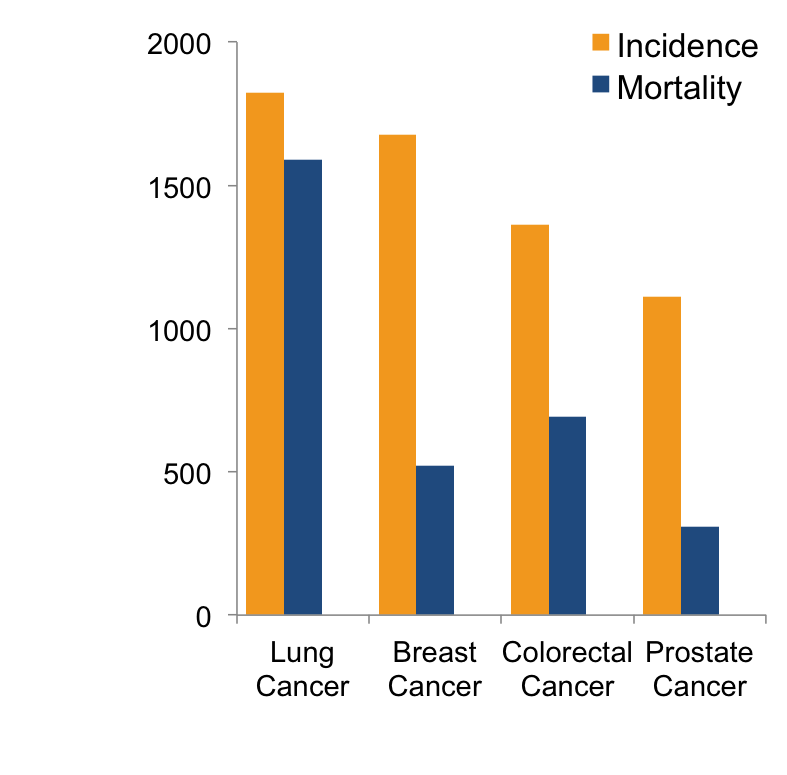 2000
Incidence
Mortality
1500
1000
500
0
Lung
Cancer
Breast
Cancer
Colorectal
Cancer
Prostate
Cancer